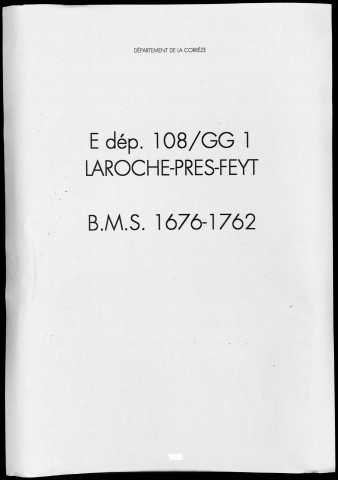 DÉPARTEMENT DE LA CORRÈZE
E dép. 108/GG 1
LAROCHE-PRES-FEYT
B.M.S. 1676-1762